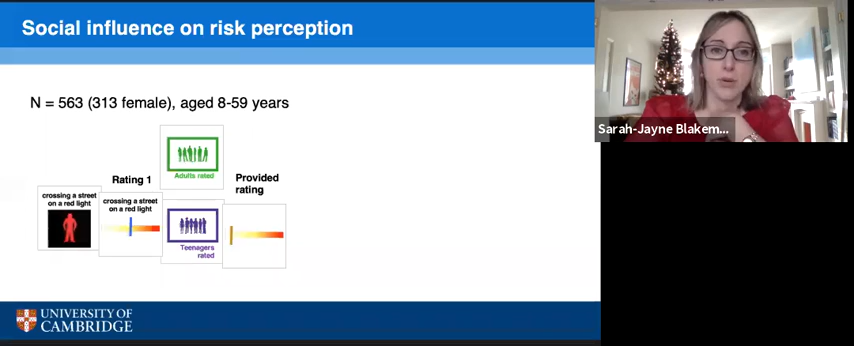 Social influence on risk perception
N = 563 (313 female), aged 8-59 years
crossing a street
on a red light
Rating 1
crossing a street
on a red light
Adults rated
Teenagers
rated
Provided
rating
UNIVERSITY OF
CAMBRIDGE
Sarah-Jayne Blakem...